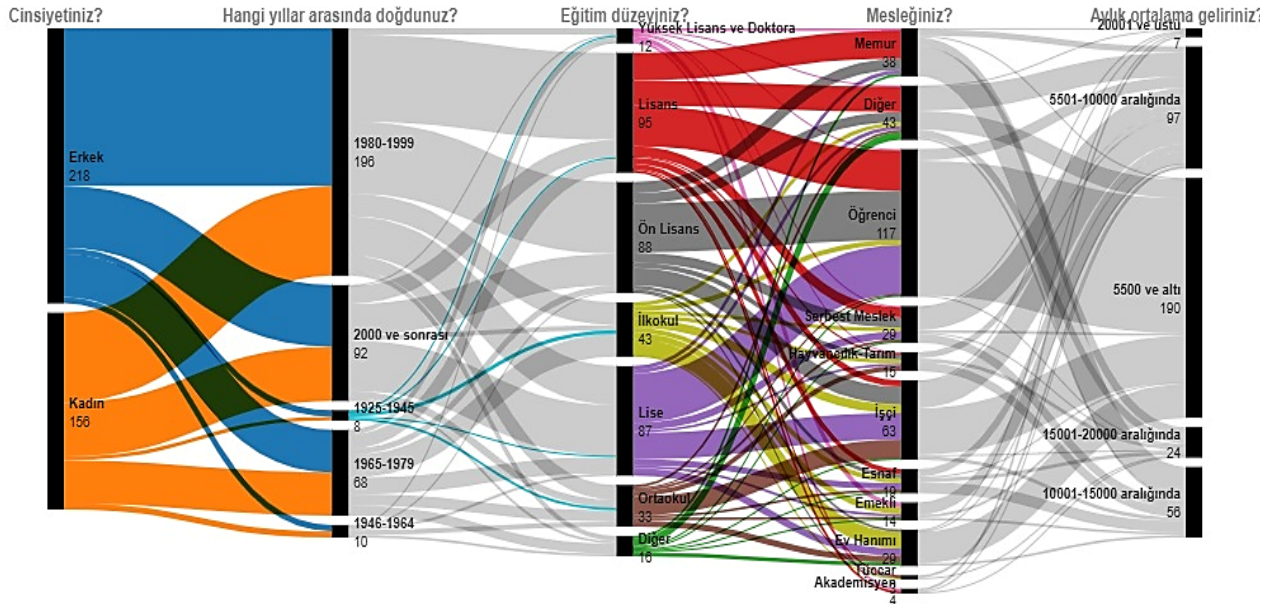 Cinsiyetiniz?
Hangi yıllar arasında doğdunuz?
Eğitim düzeyiniz?
Mesleğiniz?
Aylık ortalama geliriniz?
Erkek
218
Kadın
156
1980-1999
196
2000 ve sonrası
92
1925-1945
8
1965-1979
68
1946-1964
10
Yüksek Lisans ve Doktora
12
Lisans
95
Ön Lisans
88
İlkokul
43
Lise
87
Ortaokul
33
Diğer
16
Memur
38
Diğer
43
Öğrenci
117
Serbest Meslek
29
Hayvancılık-Tarım
15
İşçi
63
Esnaf
19
Emekli
14
Ev Hanımı
29
Tüccar
Akademisyen
4
20001 ve üstü
7
5501-10000 aralığında
97
5500 ve altı
190
15001-20000 aralığında
24
10001-15000 aralığında
56